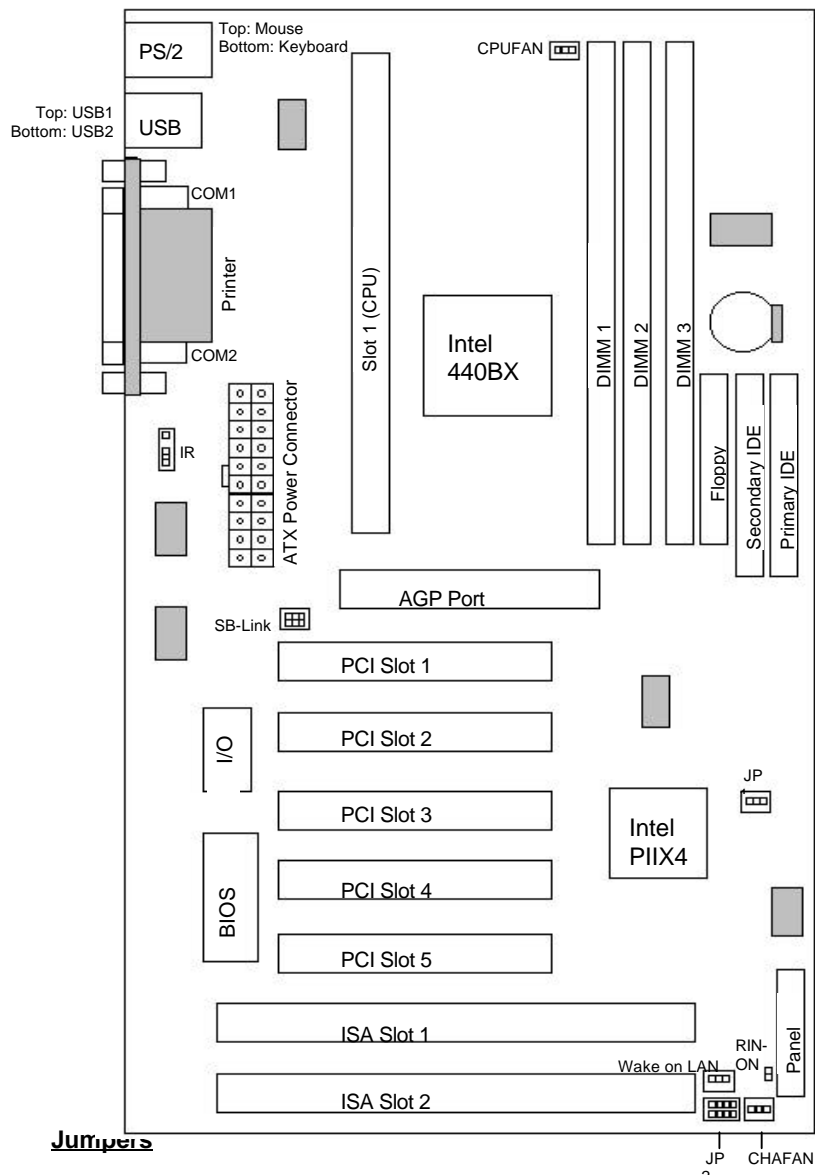 Top: Mouse
Bottom: Keyboard
PS/2
CPUFAN
Top: USB1
Bottom: USB2
USB
COM1
Printer
COM2
Slot 1 (CPU)
Intel
440BX
DIMM 1
DIMM 2
DIMM 3
Floppy
Secondary IDE
Primary IDE
IR
ATX Power Connector
AGP Port
SB-Link
PCI Slot 1
I/O
PCI Slot 2
JP
PCI Slot 3
Intel
PIIX4
BIOS
PCI Slot 4
PCI Slot 5
Panel
ISA Slot 1
RIN-
ON
Wake on LAN
ISA Slot 2
Jumpers
JP
CHAFAN